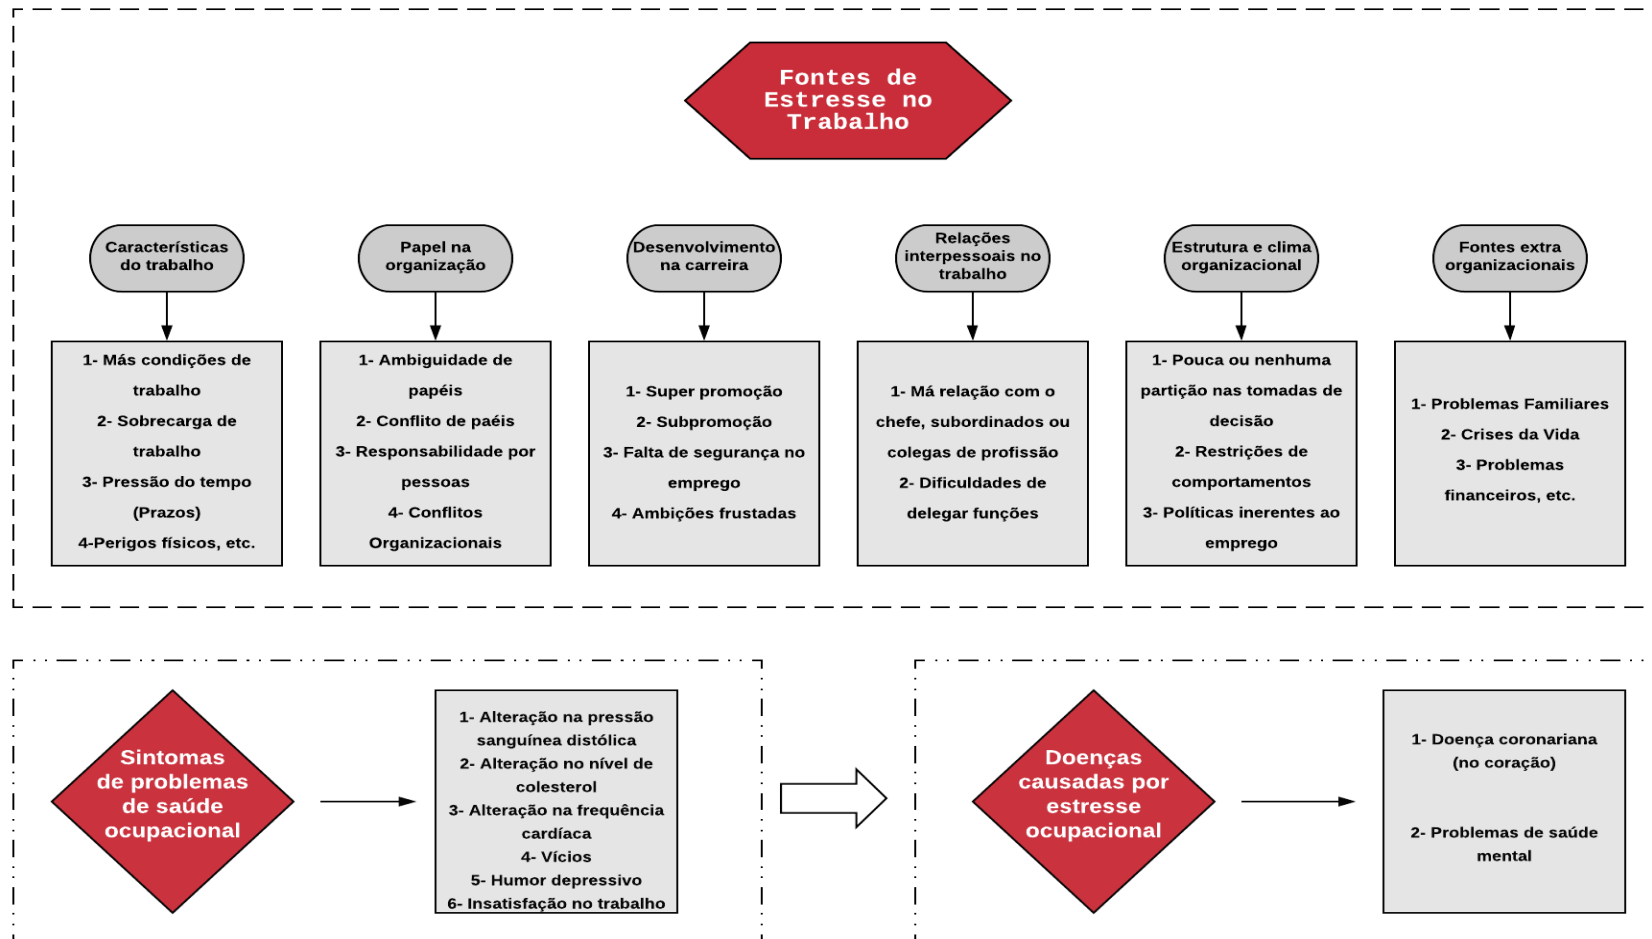 Fontes de
Estresse no
Trabalho
Características
do trabalho
Papel na
organização
Desenvolvimento
na carreira
Relações
interpessoais no
trabalho
Estrutura e clima
organizacional
Fontes extra
organizacionais
1- Más condições de
trabalho
2- Sobrecarga de
trabalho
3- Pressão do tempo
(Prazos)
4-Perigos físicos, etc.
1- Ambiguidade de
papéis
2- Conflito de paéis
3- Responsabilidade por
pessoas
4- Conflitos
Organizacionais
1- Super promoção
2- Subpromoção
3- Falta de segurança no
emprego
4- Ambições frustadas
1- Má relação com o
chefe, subordinados ou
colegas de profissão
2- Dificuldades de
delegar funções
1- Pouca ou nenhuma
partição nas tomadas de
decisão
2- Restrições de
comportamentos
3- Políticas inerentes ao
emprego
1- Problemas Familiares
2- Crises da Vida
3- Problemas
financeiros, etc.
Sintomas
de problemas
de saúde
ocupacional
1- Alteração na pressão
sanguínea distólica
2- Alteração no nível de
colesterol
3- Alteração na frequência
cardíaca
4- Vícios
5- Humor depressivo
6- Insatisfação no trabalho
Doenças
causadas por
estresse
ocupacional
1- Doença coronariana
(no coração)
2- Problemas de saúde
mental